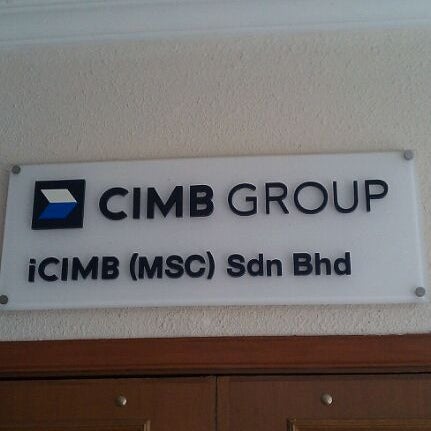 CIMB GROUP
iCIMB (MSC) Sdn Bhd